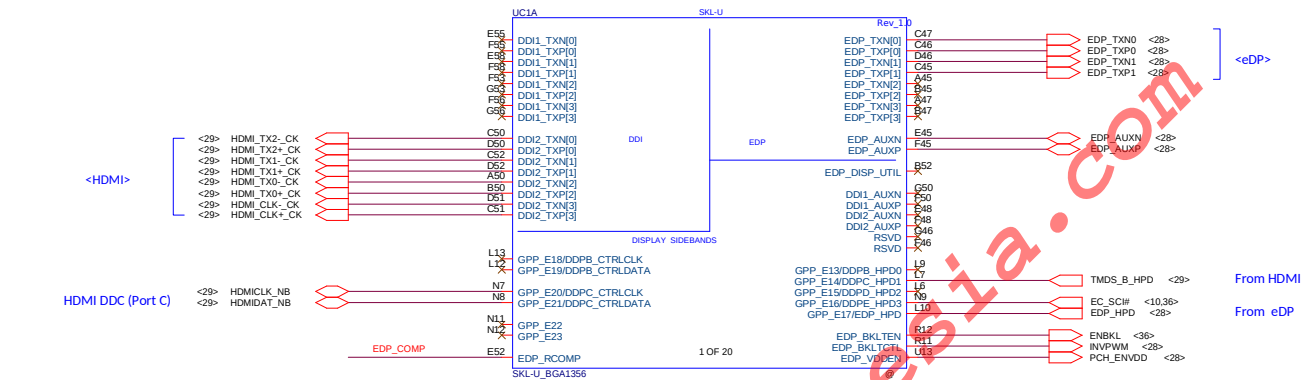 UC1A
SKL-U
Rev_1.0
E55 DDI1_TXN[0]
F55 DDI1_TXP[0]
E58 DDI1_TXN[1]
F58 DDI1_TXP[1]
F53 DDI1_TXN[2]
G53 DDI1_TXP[2]
F56 DDI1_TXN[3]
G56 DDI1_TXP[3]
<HDMI>
<29> HDMI_TX2-_CK C50 DDI2_TXN[0]
<29> HDMI_TX2+_CK D50 DDI2_TXP[0]
<29> HDMI_TX1-_CK C52 DDI2_TXN[1]
<29> HDMI_TX1+_CK D52 DDI2_TXP[1]
<29> HDMI_TX0-_CK A50 DDI2_TXN[2]
<29> HDMI_TX0+_CK B50 DDI2_TXP[2]
<29> HDMI_CLK-_CK D51 DDI2_TXN[3]
<29> HDMI_CLK+_CK C51 DDI2_TXP[3]
DDI
EDP
DISPLAY SIDEBANDS
L13 GPP_E18/DDPB_CTRLCLK
L12 GPP_E19/DDPB_CTRLDATA
HDMI DDC (Port C)
<29> HDMICLK_NB N7 GPP_E20/DDPC_CTRLCLK
<29> HDMIDAT_NB N8 GPP_E21/DDPC_CTRLDATA
N11 GPP_E22
N12 GPP_E23
EDP_COMP E52 EDP_RCOMP
1 OF 20
SKL-U_BGA1356
@
EDP_TXN[0] C47 EDP_TXN0 <28>
EDP_TXP[0] C46 EDP_TXP0 <28>
EDP_TXN[1] D46 EDP_TXN1 <28>
EDP_TXP[1] C45 EDP_TXP1 <28>
<eDP>
EDP_TXN[2] A45
EDP_TXP[2] B45
EDP_TXN[3] A47
EDP_TXP[3] B47
EDP_AUXN E45 EDP_AUXN <28>
EDP_AUXP F45 EDP_AUXP <28>
EDP_DISP_UTIL B52
DDI1_AUXN G50
DDI1_AUXP F50
DDI2_AUXN E48
DDI2_AUXP F48
RSVD G46
RSVD F46
GPP_E13/DDPB_HPD0 L9
GPP_E14/DDPC_HPD1 L7 TMDS_B_HPD <29> From HDMI
GPP_E15/DDPD_HPD2 L6
GPP_E16/DDPE_HPD3 N9 EC_SCI# <10,36>
GPP_E17/EDP_HPD L10 EDP_HPD <28> From eDP
EDP_BKLTEN R12 ENBKL <36>
EDP_BKLTCTL R11 INVPWM <28>
EDP_VDDEN U13 PCH_ENVDD <28>
esia.com